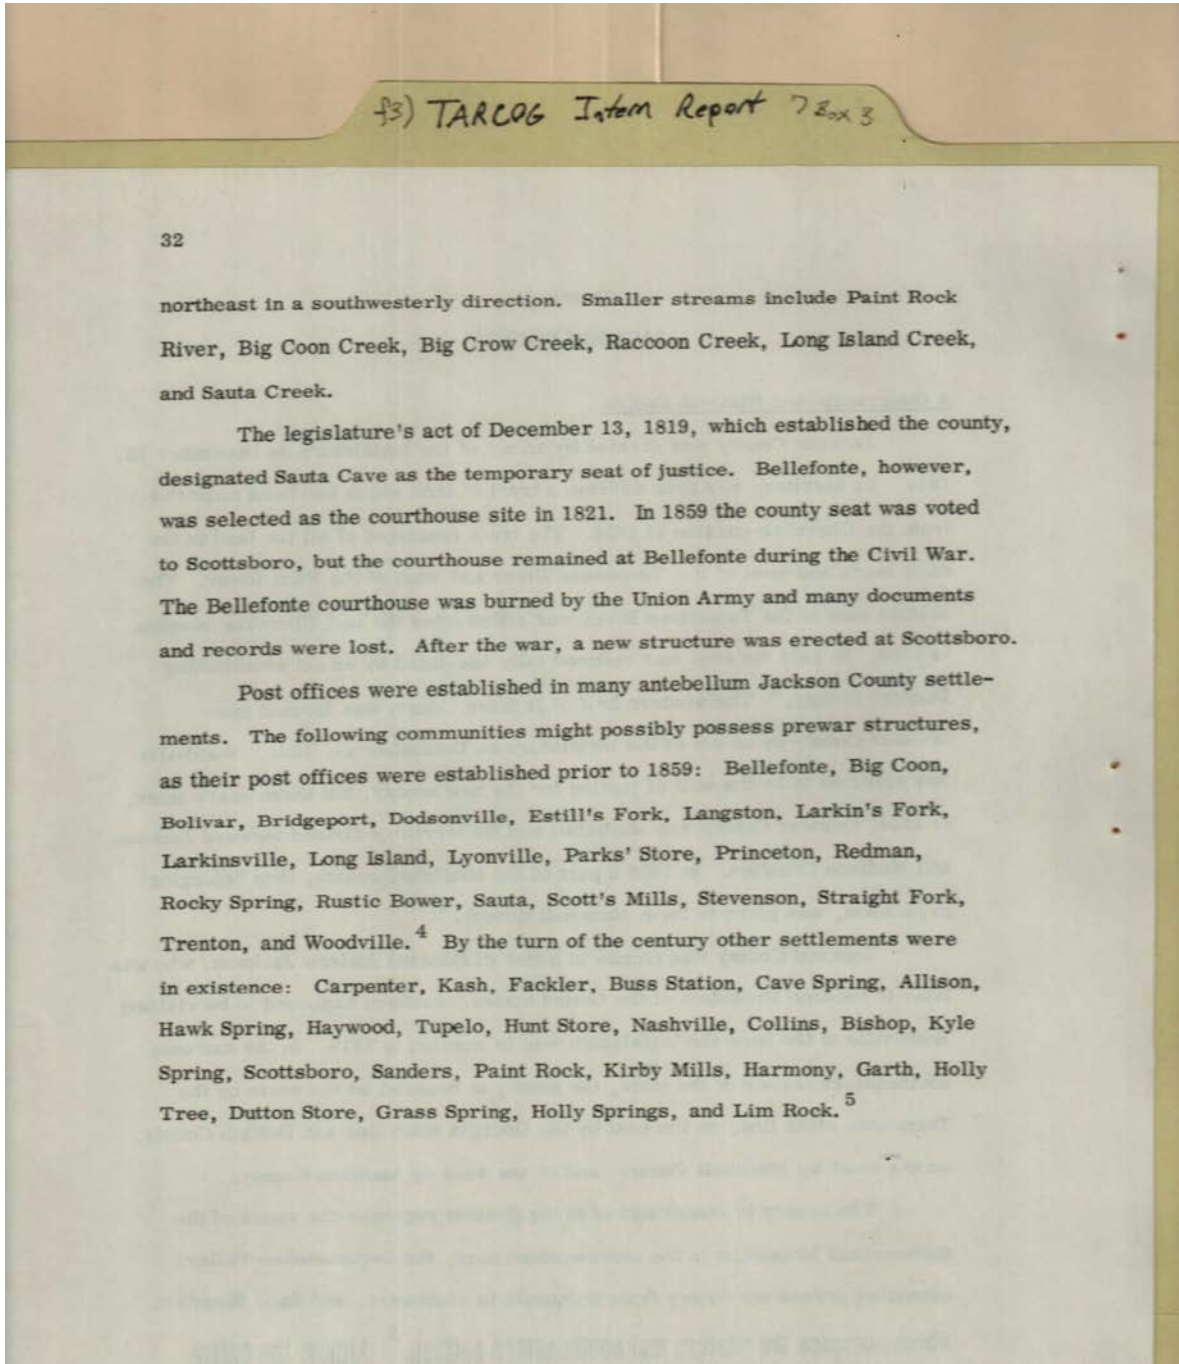 f3) TARCOG Intern Report 7 Box 3
32
northeast in a southwesterly direction. Smaller streams include Paint Rock
River, Big Coon Creek, Big Crow Creek, Raccoon Creek, Long Island Creek,
and Sauta Creek.
The legislature's act of December 13, 1819, which established the county,
designated Sauta Cave as the temporary seat of justice. Bellefonte, however,
was selected as the courthouse site in 1821. In 1859 the county seat was voted
to Scottsboro, but the courthouse remained at Bellefonte during the Civil War.
The Bellefonte courthouse was burned by the Union Army and many documents
and records were lost. After the war, a new structure was erected at Scottsboro.
Post offices were established in many antebellum Jackson County settle-
ments. The following communities might possibly possess prewar structures,
as their post offices were established prior to 1859: Bellefonte, Big Coon,
Bolivar, Bridgeport, Dodsonville, Estill's Fork, Langston, Larkin's Fork,
Larkinsville, Long Island, Lyonville, Parks' Store, Princeton, Redman,
Rocky Spring, Rustic Bower, Sauta, Scott's Mills, Stevenson, Straight Fork,
Trenton, and Woodville.4 By the turn of the century other settlements were
in existence: Carpenter, Kash, Fackler, Buss Station, Cave Spring, Allison,
Hawk Spring, Haywood, Tupelo, Hunt Store, Nashville, Collins, Bishop, Kyle
Spring, Scottsboro, Sanders, Paint Rock, Kirby Mills, Harmony, Garth, Holly
Tree, Dutton Store, Grass Spring, Holly Springs, and Lim Rock.5